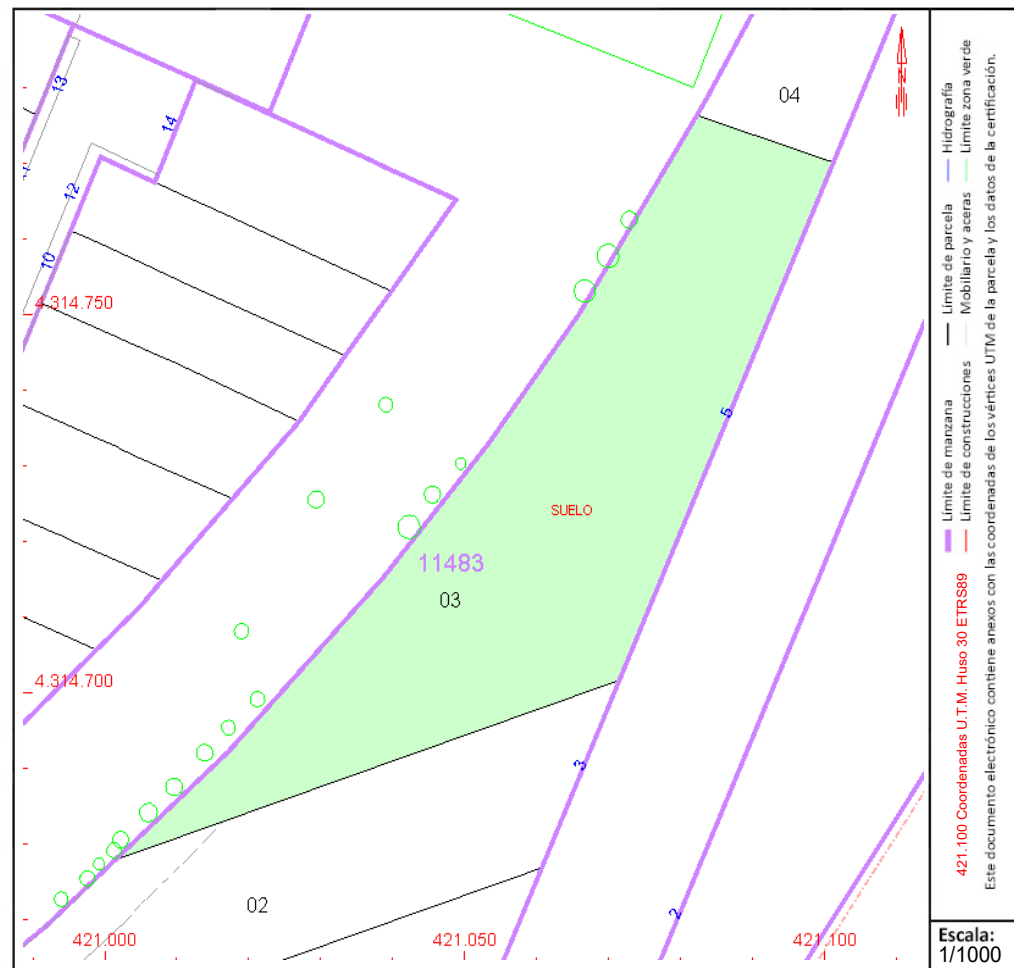 04
13
14
12
10
4.314.750
5
SUELO
11483
03
4.314.700
3
02
2
421.000
421.050
421.100
N
Límite de manzana
Límite de parcela
Hidrografía
Límite de construcciones
Mobiliario y aceras
Límite zona verde
421.100 Coordenadas U.T.M. Huso 30 ETRS89
Este documento electrónico contiene anexos con las coordenadas de los vértices UTM de la parcela y los datos de la certificación.
Escala:
1/1000